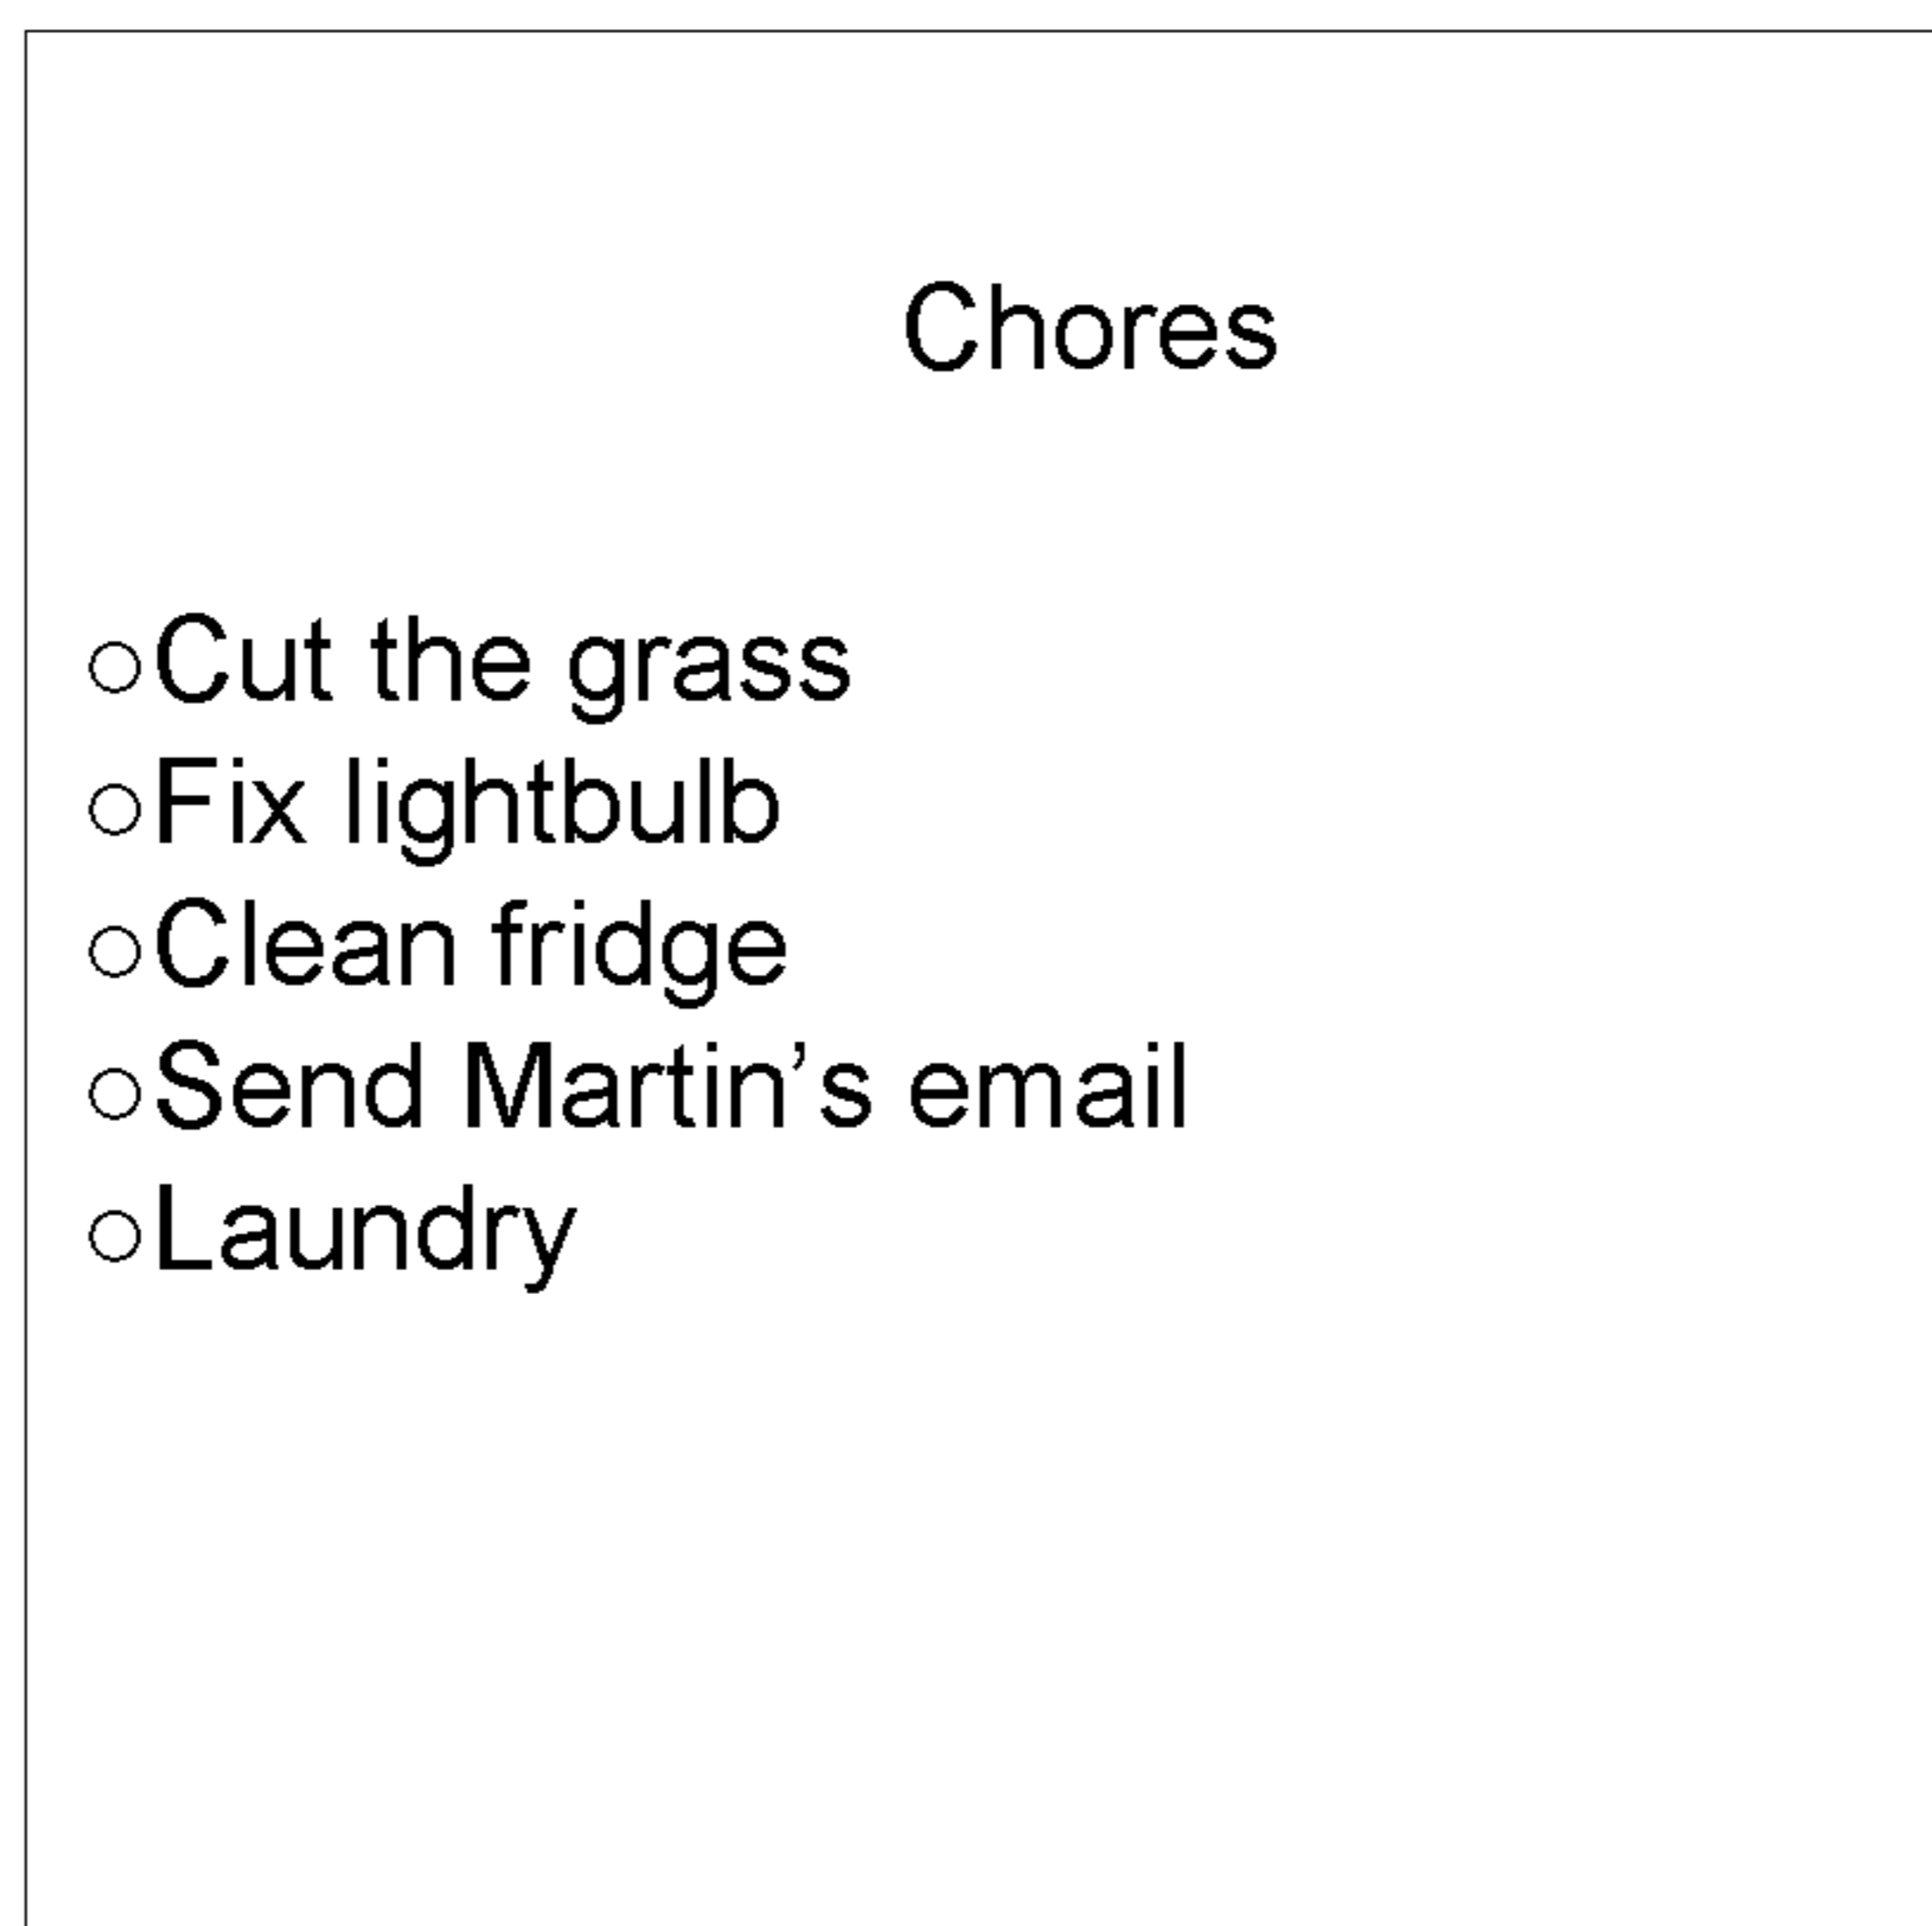 Chores
○Cut the grass
○Fix lightbulb
○Clean fridge
○Send Martin’s email
○Laundry